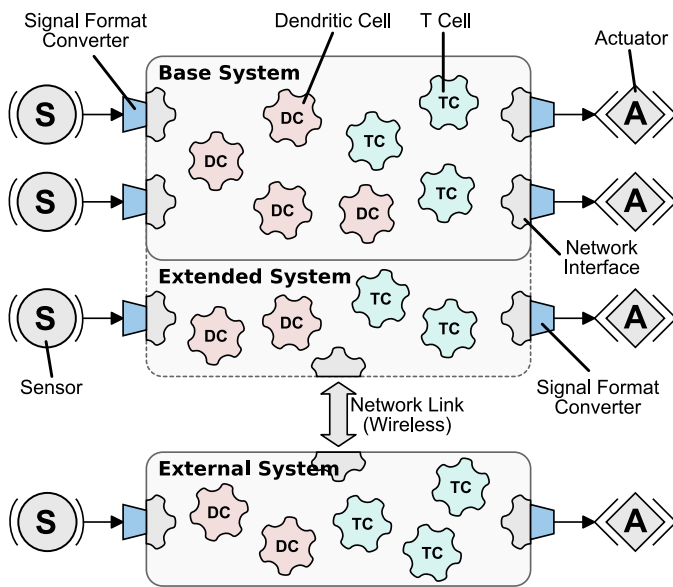 Signal Format
Converter
Dendritic Cell
T Cell
Actuator
Base System
S
DC
TC
TC
A
DC
S
DC
DC
TC
A
Network
Interface
Extended System
S
DC
DC
TC
TC
A
Sensor
Signal Format
Converter
Network Link
(Wireless)
External System
S
DC
DC
TC
TC
TC
A